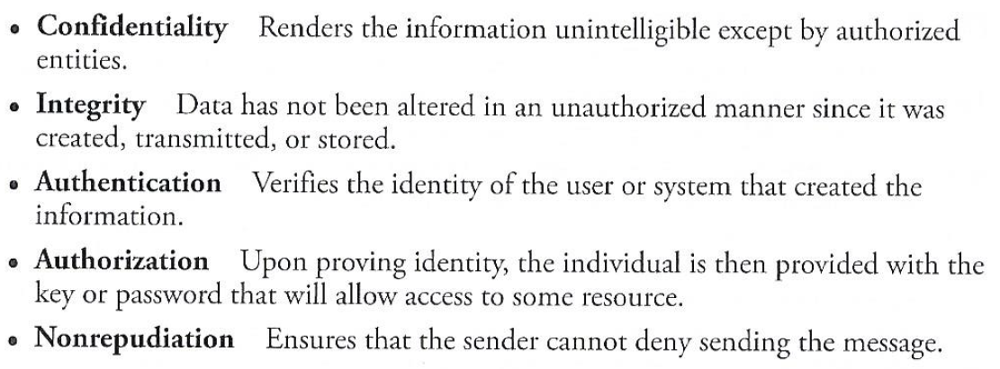 • Confidentiality Renders the information unintelligible except by authorized
entities.
• Integrity Data has not been altered in an unauthorized manner since it was
created, transmitted, or stored.
• Authentication Verifies the identity of the user or system that created the
information.
• Authorization Upon proving identity, the individual is then provided with the
key or password that will allow access to some resource.
• Nonrepudiation Ensures that the sender cannot deny sending the message.